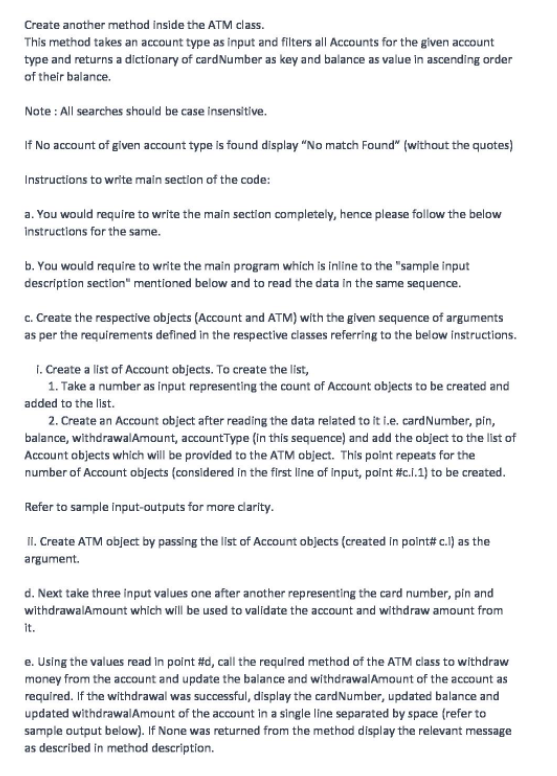 Create another method inside the ATM class.
This method takes an account type as input and filters all Accounts for the given account
type and returns a dictionary of cardNumber as key and balance as value in ascending order
of their balance.
Note : All searches should be case insensitive.
If No account of given account type is found display "No match Found" (without the quotes)
Instructions to write main section of the code:
a. You would require to write the main section completely, hence please follow the below
instructions for the same.
b. You would require to write the main program which is inline to the "sample input
description section" mentioned below and to read the data in the same sequence.
c. Create the respective objects (Account and ATM) with the given sequence of arguments
as per the requirements defined in the respective classes referring to the below instructions.
i. Create a list of Account objects. To create the list,
1. Take a number as input representing the count of Account objects to be created and
added to the list.
2. Create an Account object after reading the data related to it i.e. cardNumber, pin,
balance, withdrawalAmount, accountType (in this sequence) and add the object to the list of
Account objects which will be provided to the ATM object. This point repeats for the
number of Account objects (considered in the first line of input, point #c.i.1) to be created.
Refer to sample input-outputs for more clarity.
ii. Create ATM object by passing the list of Account objects (created in point# c.i) as the
argument.
d. Next take three input values one after another representing the card number, pin and
withdrawalAmount which will be used to validate the account and withdraw amount from
it.
e. Using the values read in point #d, call the required method of the ATM class to withdraw
money from the account and update the balance and withdrawalAmount of the account as
required. If the withdrawal was successful, display the cardNumber, updated balance and
updated withdrawalAmount of the account in a single line separated by space (refer to
sample output below). If None was returned from the method display the relevant message
as described in method description.